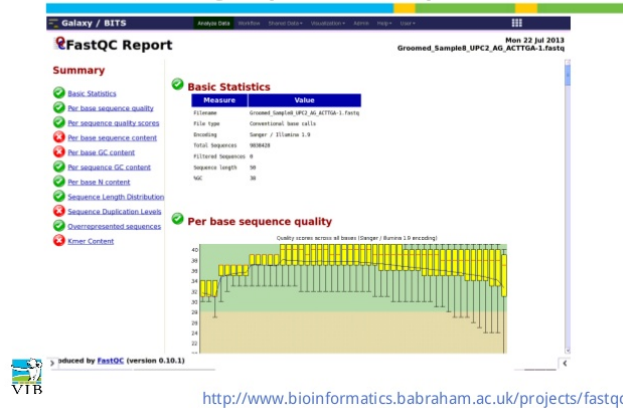 Galaxy / BITS
Analyze Data Workflow Shared Data Visualization Admin Help User
FastQC Report
Mon 22 Jul 2013
Groomed_Sample8_UPC2_AG_ACTTGA-1.fastq
Summary
Basic Statistics
Per base sequence quality
Per sequence quality scores
Per base sequence content
Per base GC content
Per sequence GC content
Per base N content
Sequence Length Distribution
Sequence Duplication Levels
Overrepresented sequences
Kmer Content
Basic Statistics
Measure Value
Filename Groomed_Sample8_UPC2_AG_ACTTGA-1.fastq
File type Conventional base calls
Encoding Sanger / Illumina 1.9
Total Sequences
Filtered Sequences 0
Sequence length 50
%GC
Per base sequence quality
Quality scores across all bases (Sanger / Illumina 1.9 encoding)
40
38
36
34
32
30
28
26
24
22
oduced by FastQC (version 0.10.1)
VIB
http://www.bioinformatics.babraham.ac.uk/projects/fastqc